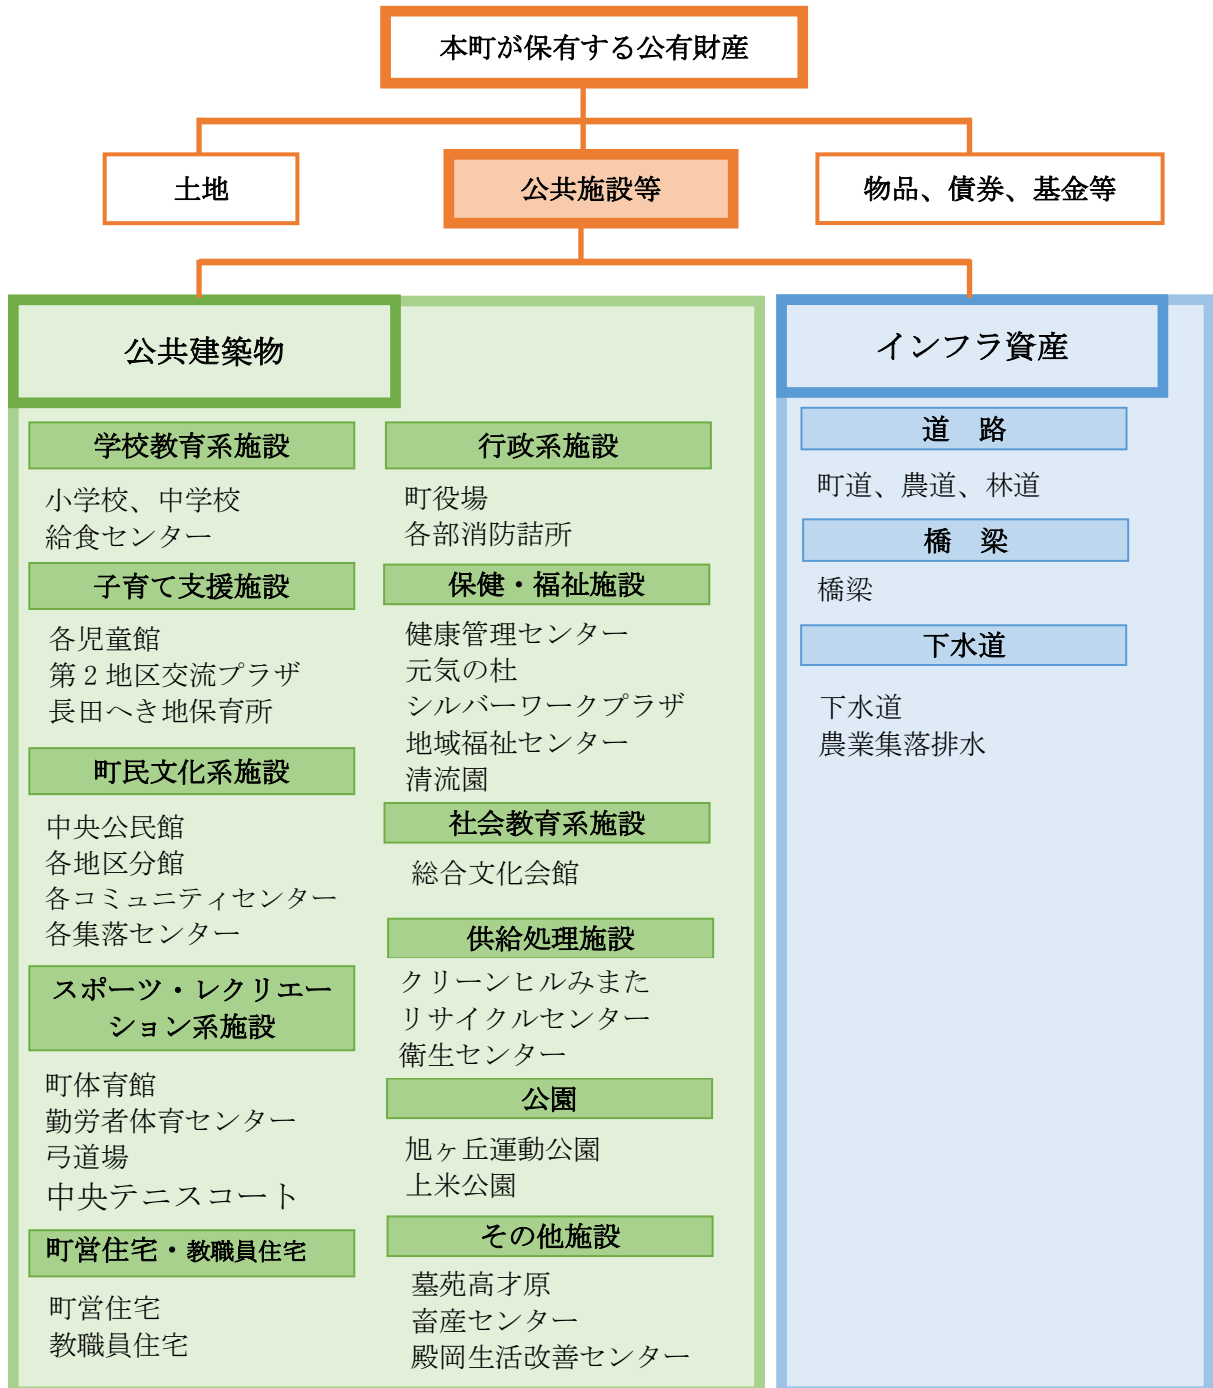 本町が保有する公有財産
土地
公共施設等
物品、債券、基金等
公共建築物
学校教育系施設
小学校、中学校
給食センター
子育て支援施設
各児童館
第2地区交流プラザ
長田へき地保育所
町民文化系施設
中央公民館
各地区分館
各コミュニティセンター
各集落センター
スポーツ・レクリエー
ション系施設
町体育館
勤労者体育センター
弓道場
中央テニスコート
町営住宅・教職員住宅
町営住宅
教職員住宅
行政系施設
町役場
各部消防詰所
保健・福祉施設
健康管理センター
元気の杜
シルバーワークプラザ
地域福祉センター
清流園
社会教育系施設
総合文化会館
供給処理施設
クリーンヒルみまた
リサイクルセンター
衛生センター
公園
旭ヶ丘運動公園
上米公園
その他施設
墓苑高才原
畜産センター
殿岡生活改善センター
インフラ資産
道　路
町道、農道、林道
橋　梁
橋梁
下水道
下水道
農業集落排水